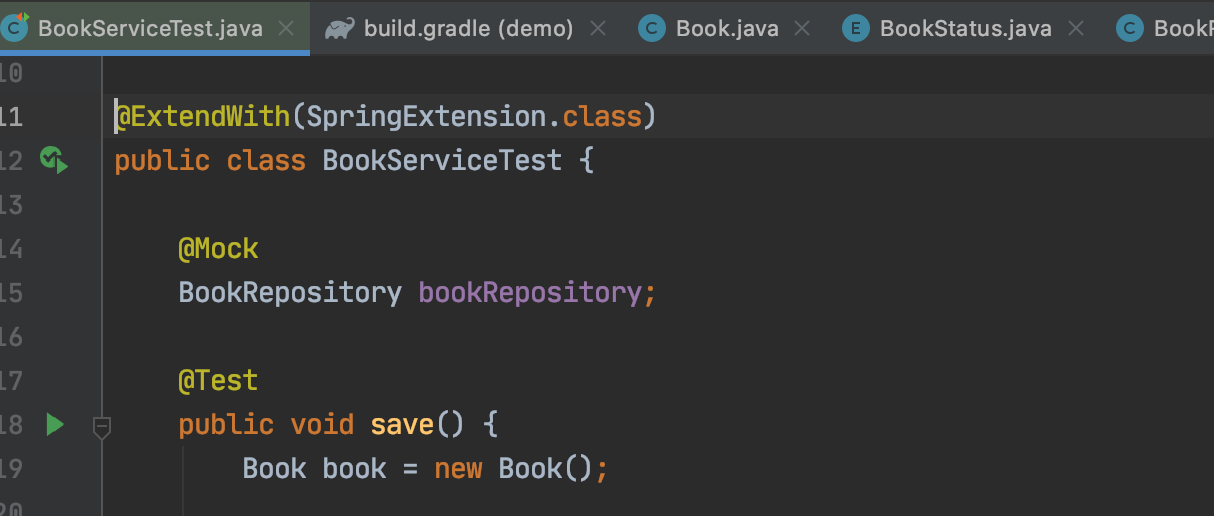 BookServiceTest.java build.gradle (demo) Book.java BookStatus.java
10
11 @ExtendWith(SpringExtension.class)
12 public class BookServiceTest {
13
14 @Mock
15 BookRepository bookRepository;
16
17 @Test
18 public void save() {
19 Book book = new Book();
20